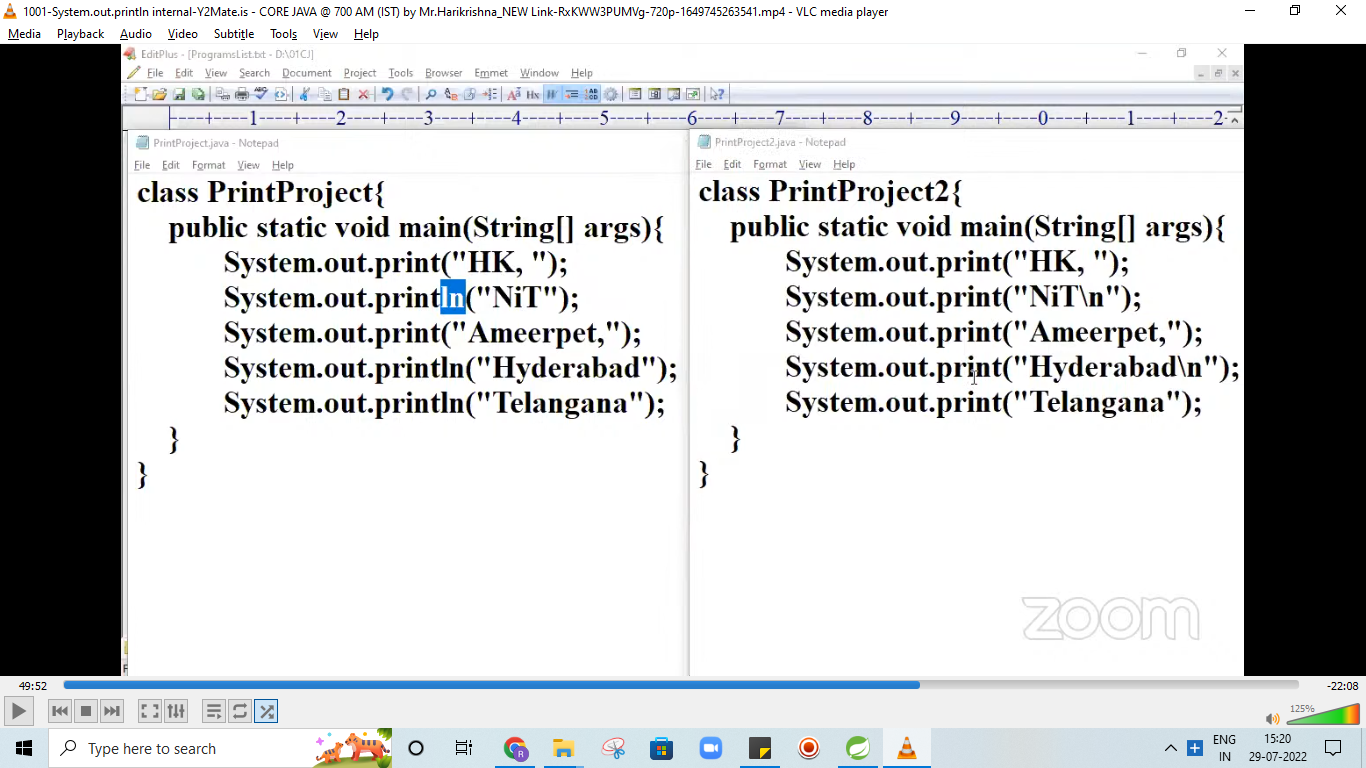 1001-System.out.println internal-Y2Mate.is - CORE JAVA @ 700 AM (IST) by Mr.Harikrishna_NEW Link-RxKWW3PUMVg-720p-1649745263541.mp4 - VLC media player
Media Playback Audio Video Subtitle Tools View Help
EditPlus - [ProgramsList.txt - D:\01CJ]
File Edit View Search Document Project Tools Browser Emmet Window Help
----+----1----+----2----+----3----+----4----+----5----+----6----+----7----+----8----+----9----+----0----+----1----+----2-
PrintProject.java - Notepad
File Edit Format View Help
class PrintProject{
public static void main(String[] args){
System.out.print("HK, ");
System.out.println("NiT");
System.out.print("Ameerpet,");
System.out.println("Hyderabad");
System.out.println("Telangana");
}
}
PrintProject2.java - Notepad
File Edit Format View Help
class PrintProject2{
public static void main(String[] args){
System.out.print("HK, ");
System.out.print("NiT\n");
System.out.print("Ameerpet,");
System.out.print("Hyderabad\n");
System.out.print("Telangana");
}
}
zoom
49:52
-22:08
125%
Type here to search
ENG
IN
15:20
29-07-2022